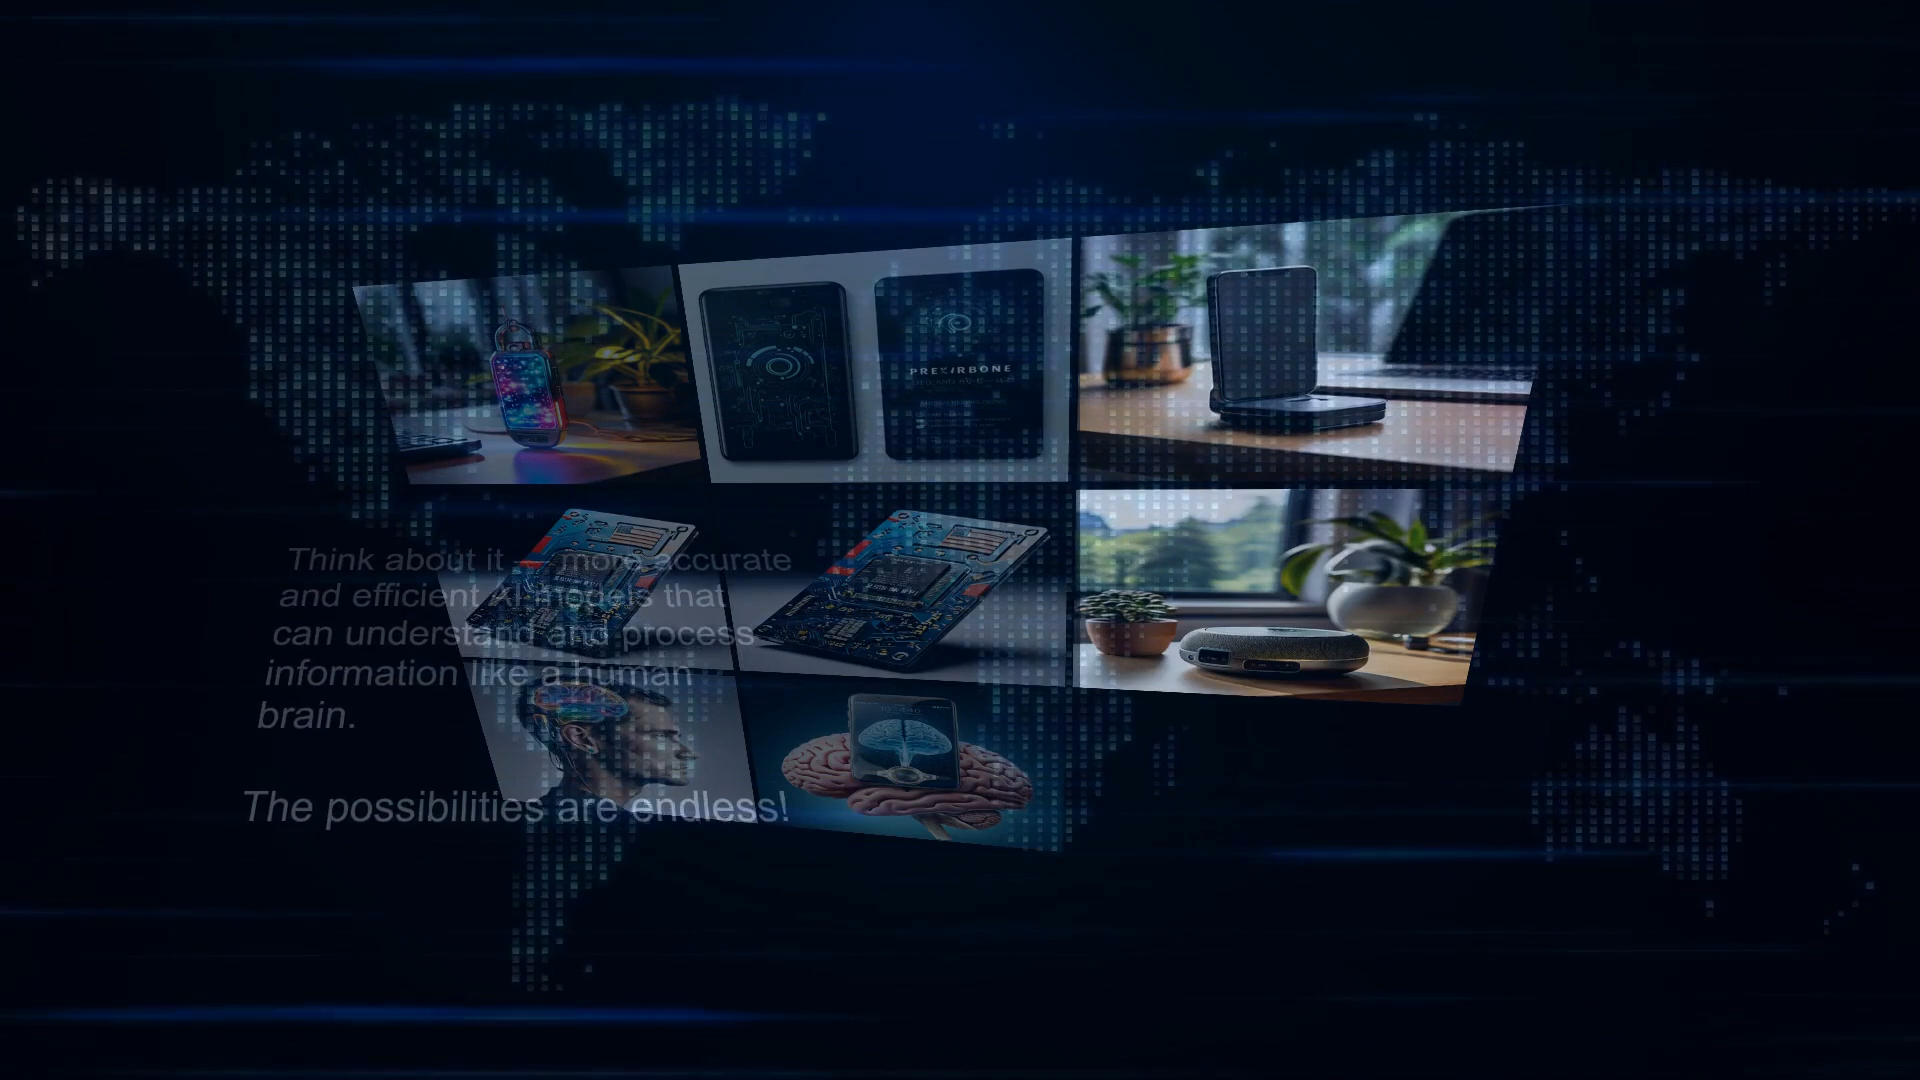 PREXIRBONE
Think about it — more accurate
and efficient AI models that
can understand and process
information like a human
brain.
The possibilities are endless!